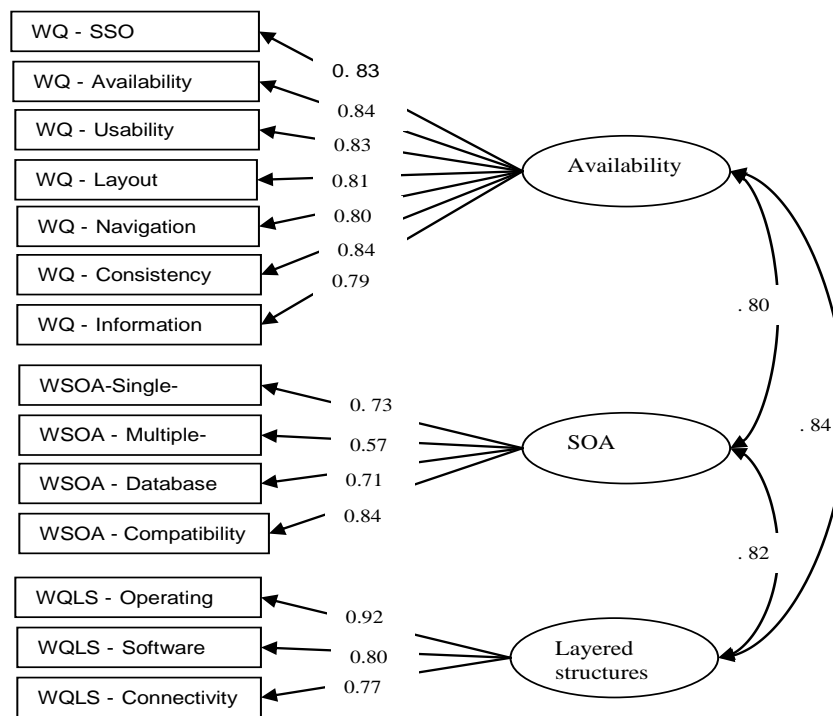 WQ - SSO
0. 83
WQ - Availability
0.84
WQ - Usability
0.83
WQ - Layout
0.81
WQ - Navigation
0.80
WQ - Consistency
0.84
WQ - Information
0.79
Availability
. 80
WSOA-Single-
0. 73
WSOA - Multiple-
0.57
WSOA - Database
0.71
WSOA - Compatibility
0.84
SOA
. 84
. 82
WQLS - Operating
0.92
WQLS - Software
0.80
WQLS - Connectivity
0.77
Layered
structures